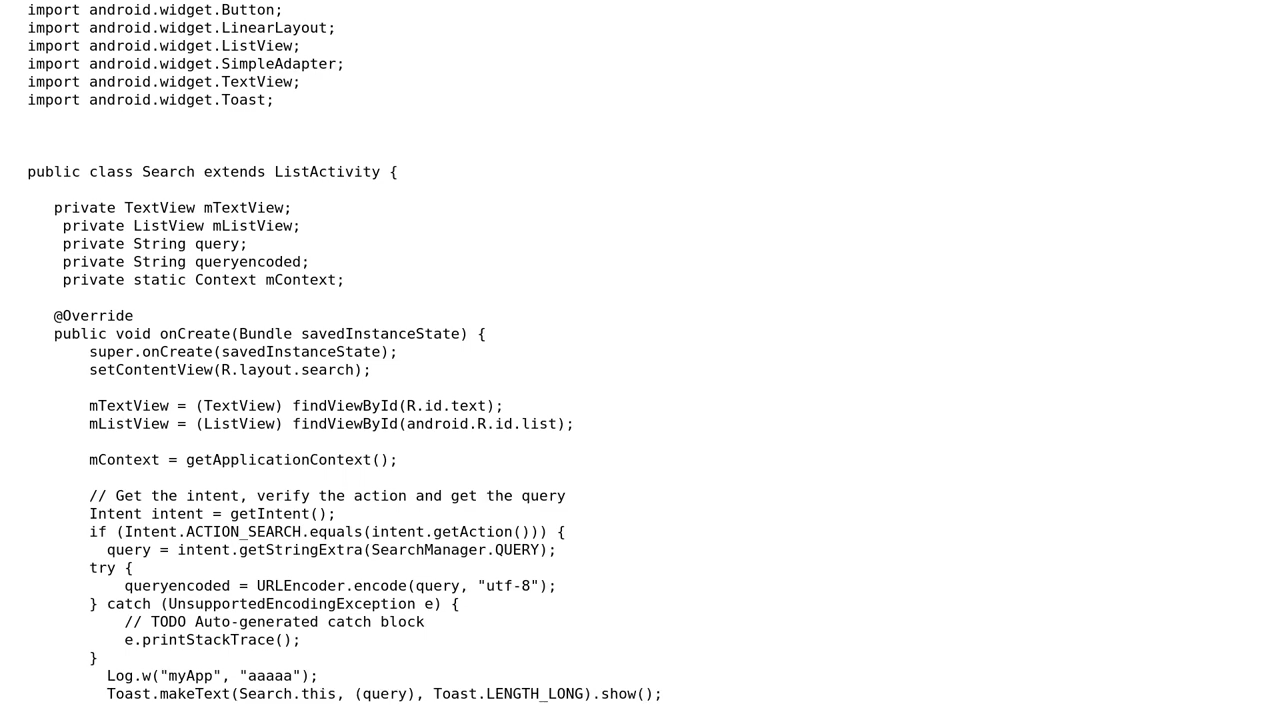 import android.widget.Button;
import android.widget.LinearLayout;
import android.widget.ListView;
import android.widget.SimpleAdapter;
import android.widget.TextView;
import android.widget.Toast;
public class Search extends ListActivity {
private TextView mTextView;
private ListView mListView;
private String query;
private String queryencoded;
private static Context mContext;
@Override
public void onCreate(Bundle savedInstanceState) {
super.onCreate(savedInstanceState);
setContentView(R.layout.search);
mTextView = (TextView) findViewById(R.id.text);
mListView = (ListView) findViewById(android.R.id.list);
mContext = getApplicationContext();
// Get the intent, verify the action and get the query
Intent intent = getIntent();
if (Intent.ACTION_SEARCH.equals(intent.getAction())) {
query = intent.getStringExtra(SearchManager.QUERY);
try {
queryencoded = URLEncoder.encode(query, "utf-8");
} catch (UnsupportedEncodingException e) {
// TODO Auto-generated catch block
e.printStackTrace();
}
Log.w("myApp", "aaaaa");
Toast.makeText(Search.this, (query), Toast.LENGTH_LONG).show();